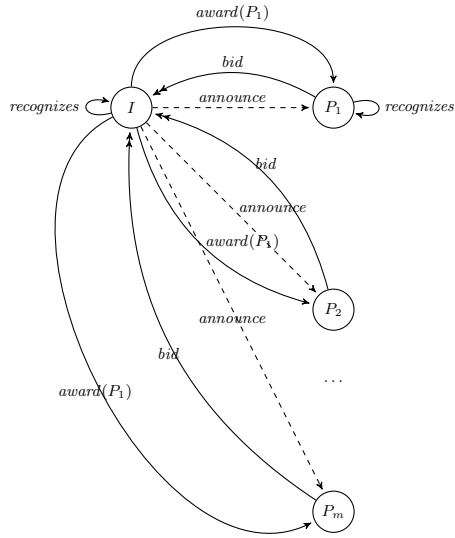 award(P₁)
bid
recognizes I announce P₁ recognizes
bid
announce
award(P₁)
P₂
announce
bid
...
award(P₁)
Pₘ